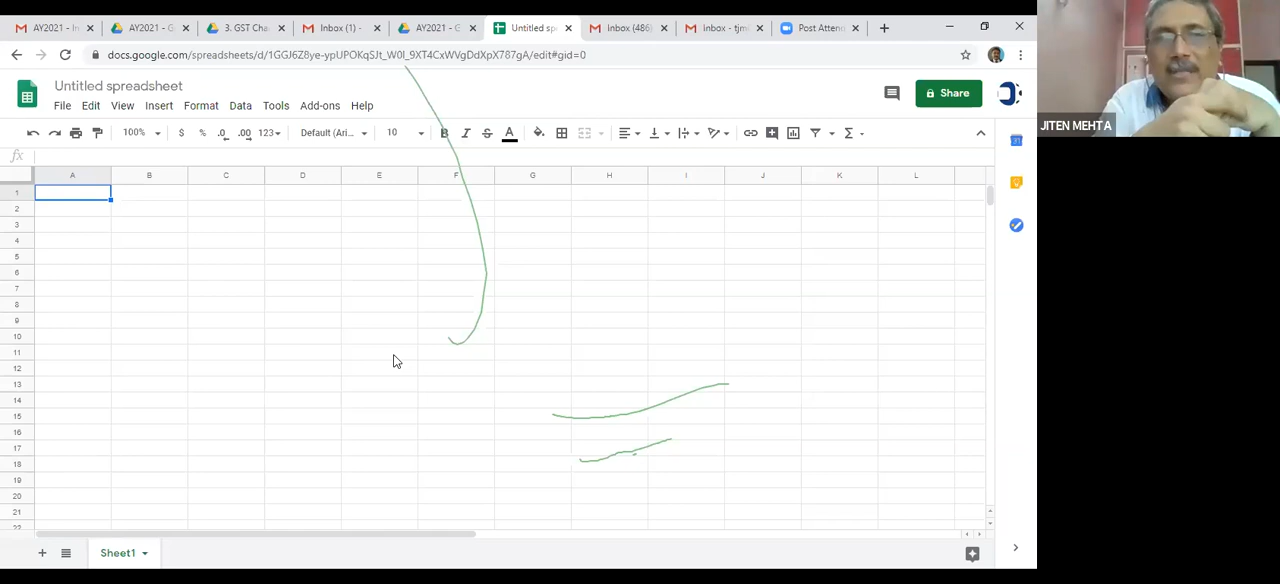 AY2021 - In
AY2021 - G
3. GST Cha
Inbox (1) -
AY2021 - G
Untitled spr
Inbox (486)
inbox - tjm
Post Attend
docs.google.com/spreadsheets/d/1GGJ6Z8ye-ypUPOKqSJt_W0l_9XT4CxWVgDdXpX787gA/edit#gid=0
Untitled spreadsheet
File Edit View Insert Format Data Tools Add-ons Help
Share
JITEN MEHTA
100% $ % .0 .00 123 Default (Ari... 10 B I S A
fx
A B C D E F G H I J K L
1
2
3
4
5
6
7
8
9
10
11
12
13
14
15
16
17
18
19
20
21
22
Sheet1